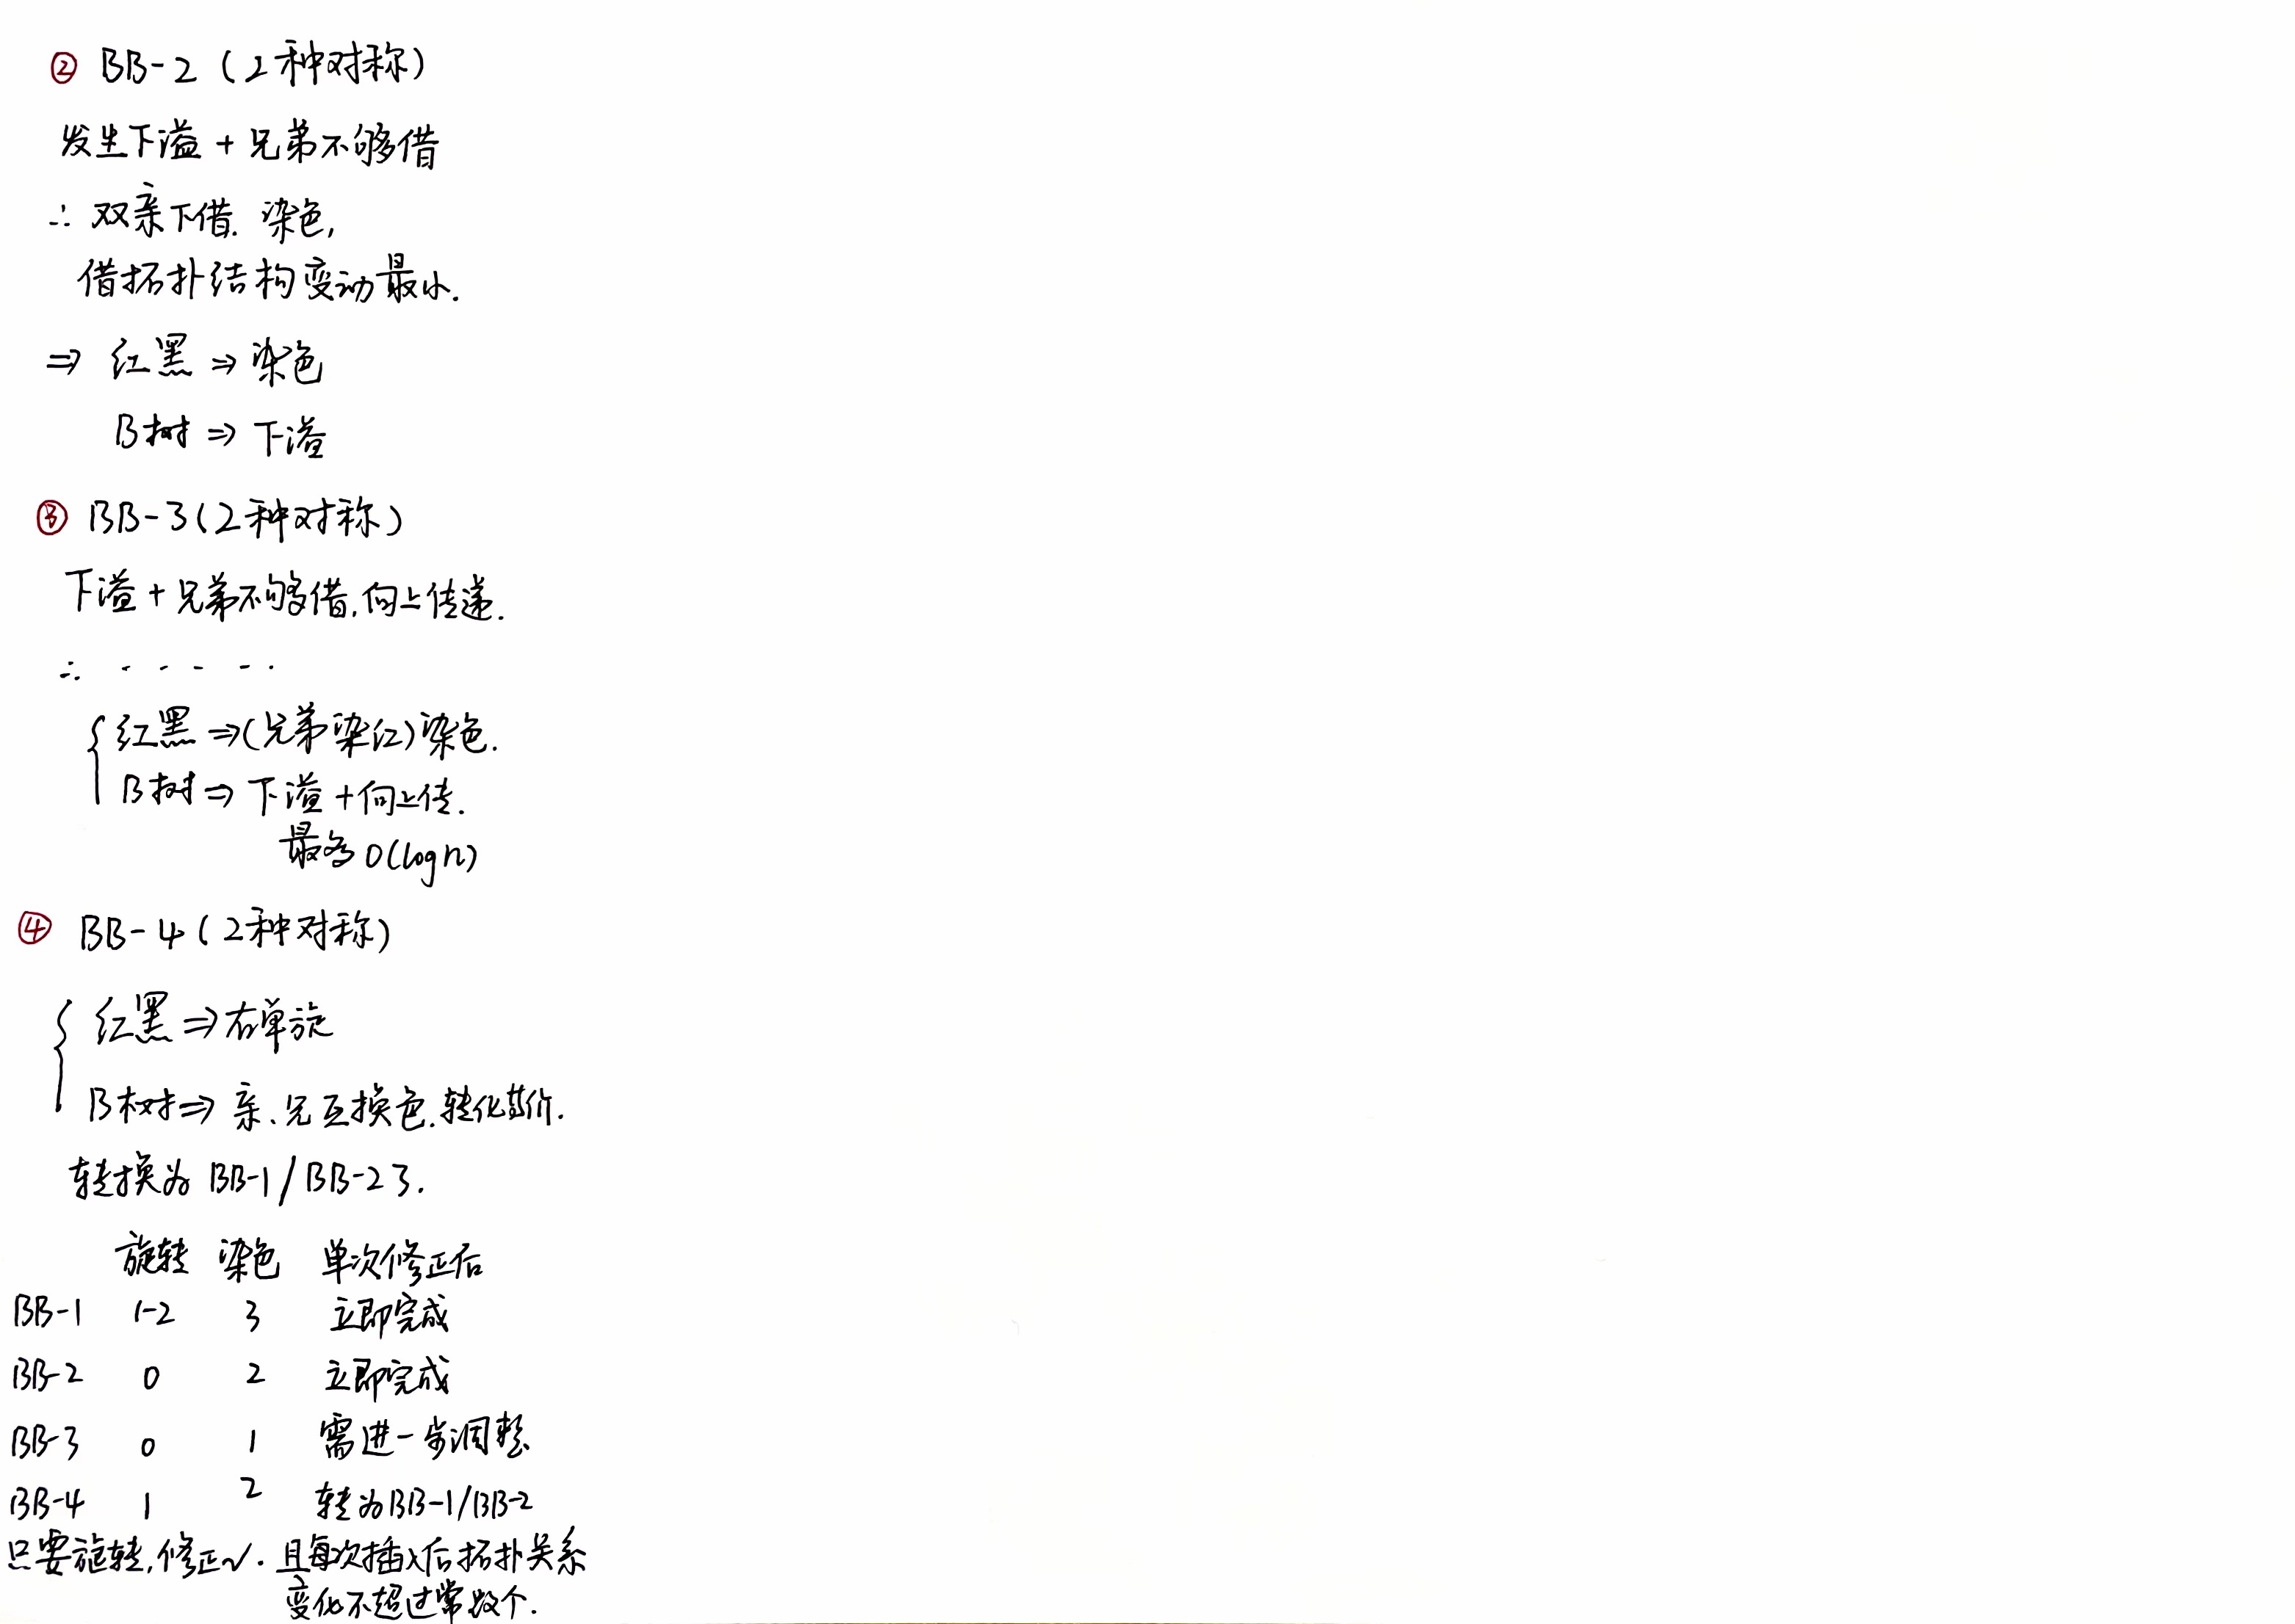 ② BB-2（2种对称）
发生下溢 + 兄弟不够借
∴ 双亲下借. 染色,
借拓扑结构变动最小.
⇒ 红黑 ⇒ 染色
B树 ⇒ 下溢
③ BB-3（2种对称）
下溢 + 兄弟不够借, 向上传递.
∴ · · · · ·
红黑 ⇒（兄弟染红）染色.
B树 ⇒ 下溢 + 向上传.
最多 O(logn)
④ BB-4（2种对称）
红黑 ⇒ 右单旋
B树 ⇒ 亲、兄互换色. 转化
转换为 BB-1 / BB-2 3.
旋转 染色 单次修正后
BB-1 1-2 3 立即完成
BB-2 0 2 立即完成
BB-3 0 1 需进一步调整
BB-4 1 2 转为BB-1/BB-2
只要旋转, 修正√. 且每次插入后拓扑关系
变化不超过常数个.